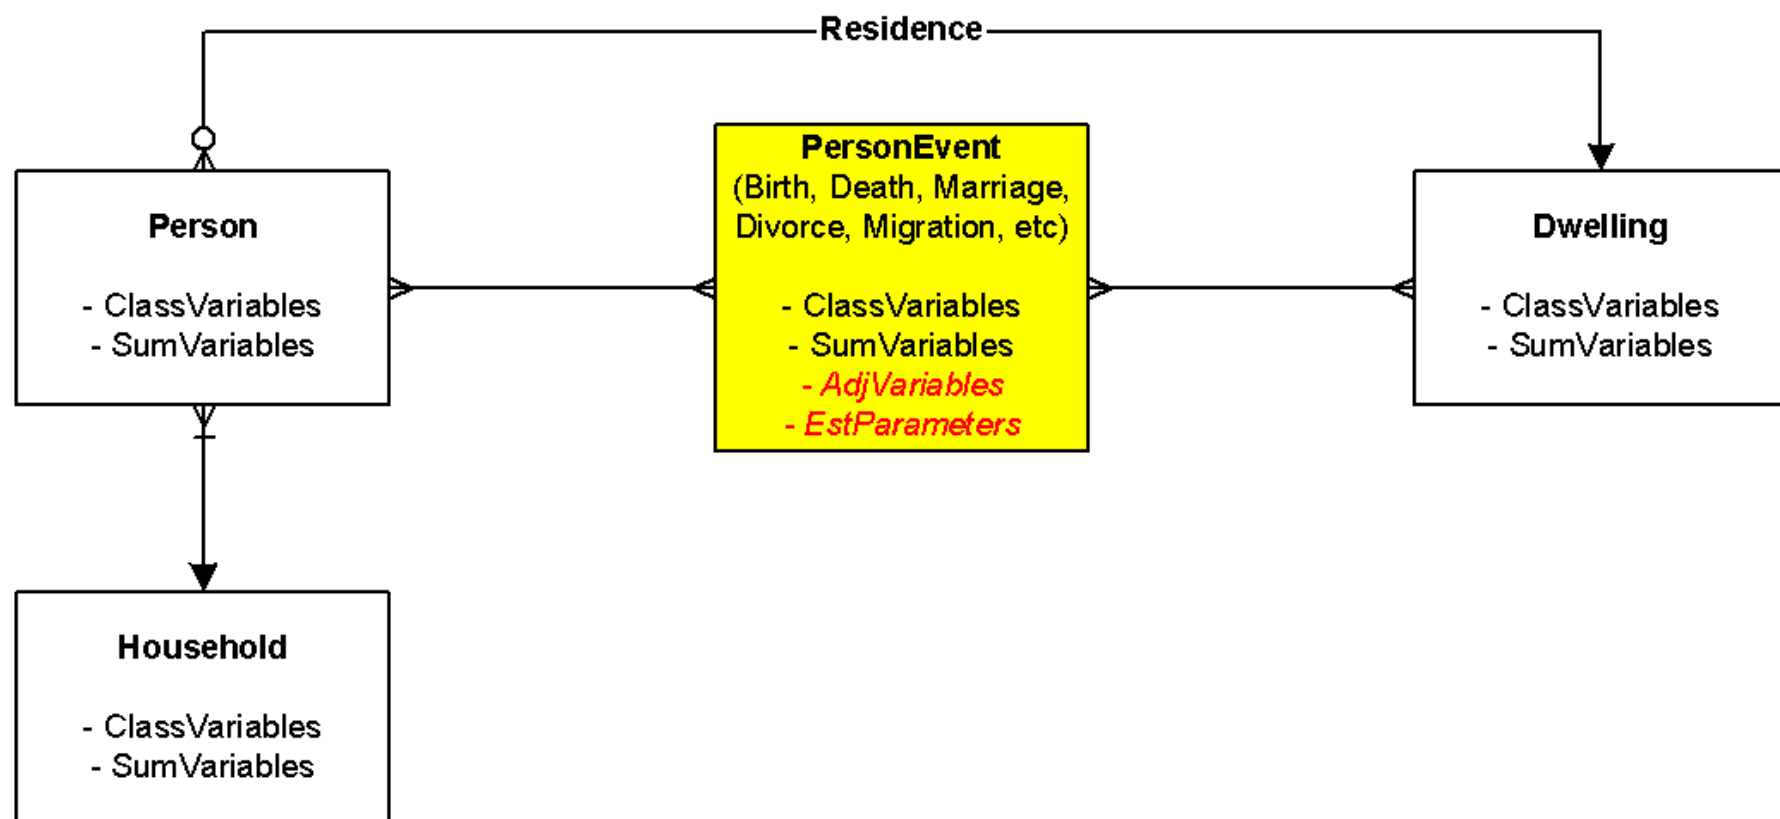 Residence
PersonEvent
(Birth, Death, Marriage,
Divorce, Migration, etc)
- ClassVariables
- SumVariables
- AdjVariables
- EstParameters
Person
- ClassVariables
- SumVariables
Dwelling
- ClassVariables
- SumVariables
Household
- ClassVariables
- SumVariables